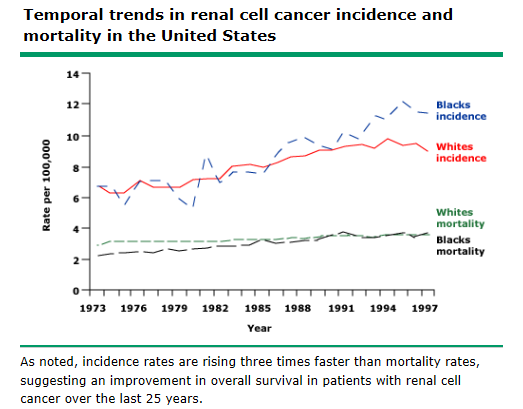 Temporal trends in renal cell cancer incidence and
mortality in the United States
14
12
10
8
6
4
2
0
Rate per 100,000
Blacks
incidence
Whites
incidence
Whites
mortality
Blacks
mortality
1973 1976 1979 1982 1985 1988 1991 1994 1997
Year
As noted, incidence rates are rising three times faster than mortality rates,
suggesting an improvement in overall survival in patients with renal cell
cancer over the last 25 years.